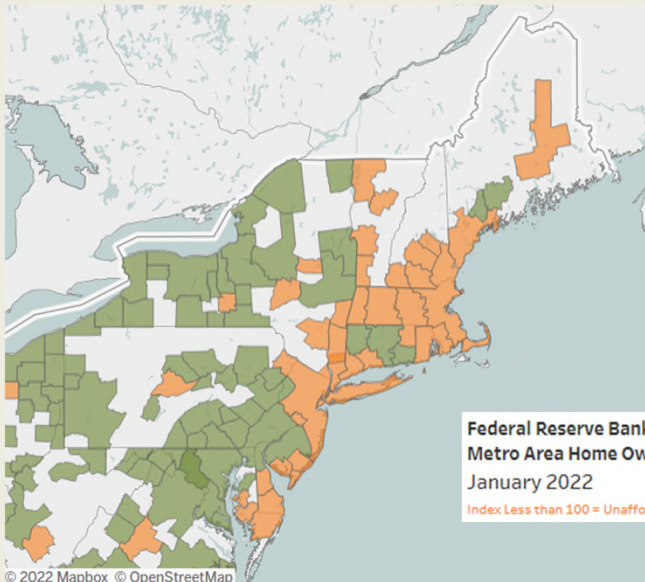 Federal Reserve Bank
Metro Area Home Ow
January 2022
Index Less than 100 = Unaffo
© 2022 Mapbox © OpenStreetMap